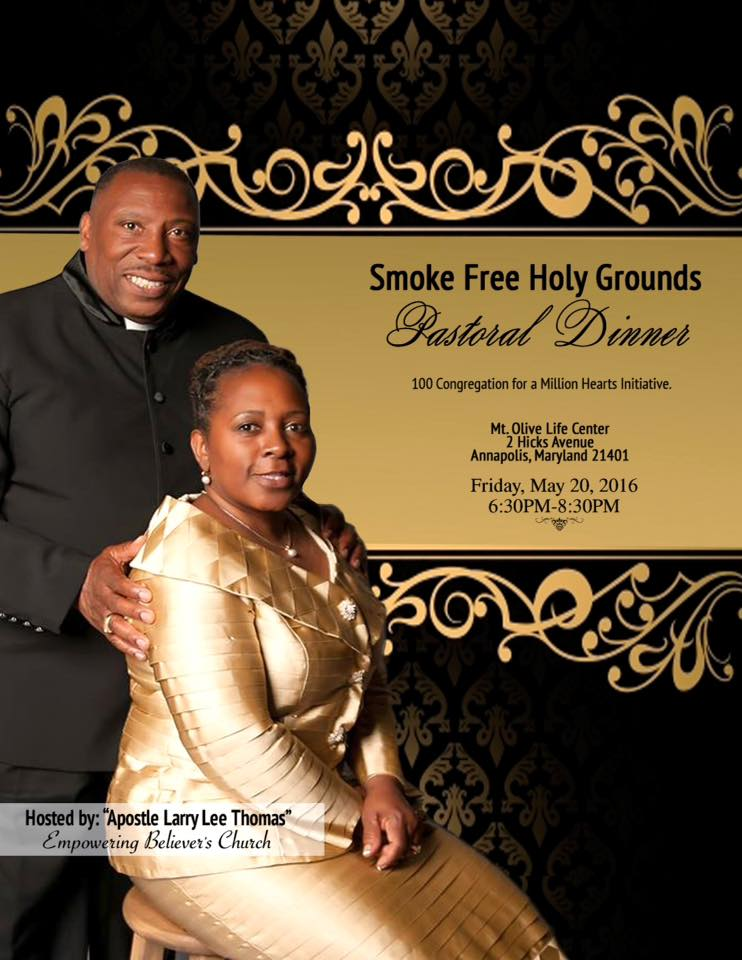 Smoke Free Holy Grounds
Pastoral Dinner
100 Congregation for a Million Hearts Initiative.
Mt. Olive Life Center
2 Hicks Avenue
Annapolis, Maryland 21401
Friday, May 20, 2016
6:30PM-8:30PM
Hosted by: “Apostle Larry Lee Thomas”
Empowering Believer's Church